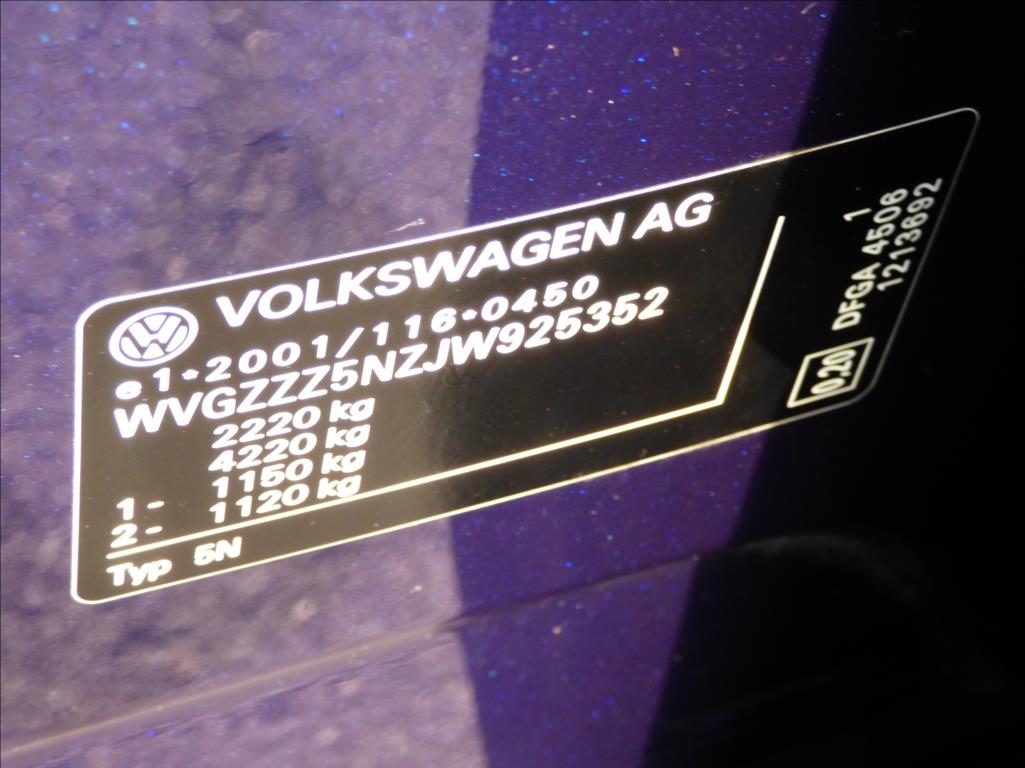 VOLKSWAGEN AG
e1*2001/116*0450
WVGZZZ5NZJW925352
2220 kg
4220 kg
1- 1150 kg
2- 1120 kg
Typ 5N
1
DFGA 4506
1213692
0,20